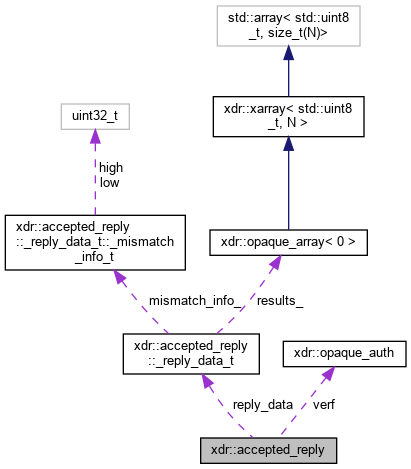 std::array< std::uint8
_t, size_t(N)>
uint32_t
xdr::xarray< std::uint8
_t, N >
high
low
xdr::accepted_reply
::_reply_data_t::_mismatch
_info_t
xdr::opaque_array< 0 >
mismatch_info_
results_
xdr::accepted_reply
::_reply_data_t
xdr::opaque_auth
reply_data
verf
xdr::accepted_reply